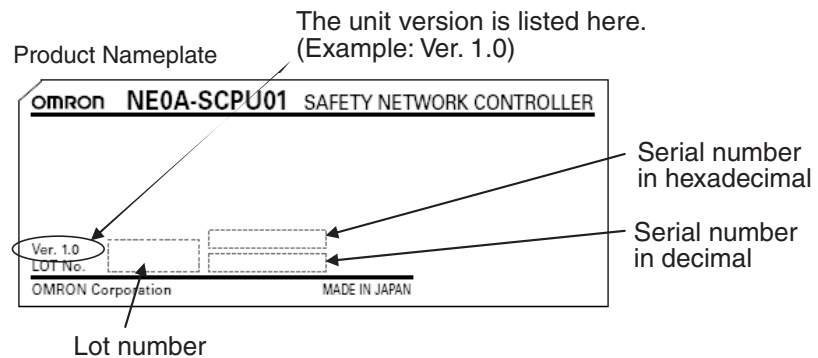 The unit version is listed here.
(Example: Ver. 1.0)
Product Nameplate
OMRON NE0A-SCPU01 SAFETY NETWORK CONTROLLER
Serial number
in hexadecimal
Serial number
in decimal
Ver. 1.0
LOT No.
OMRON Corporation MADE IN JAPAN
Lot number